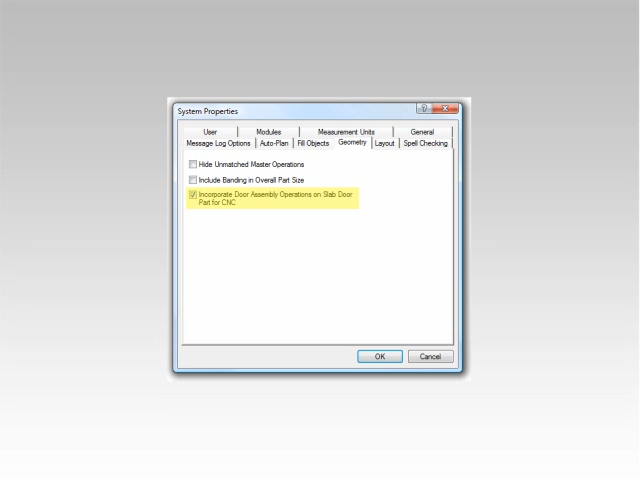 System Properties
User Modules Measurement Units General
Message Log Options Auto-Plan Fill Objects Geometry Layout Spell Checking
Hide Unmatched Master Operations
Include Banding in Overall Part Size
Incorporate Door Assembly Operations on Slab Door
Part for CNC
OK Cancel